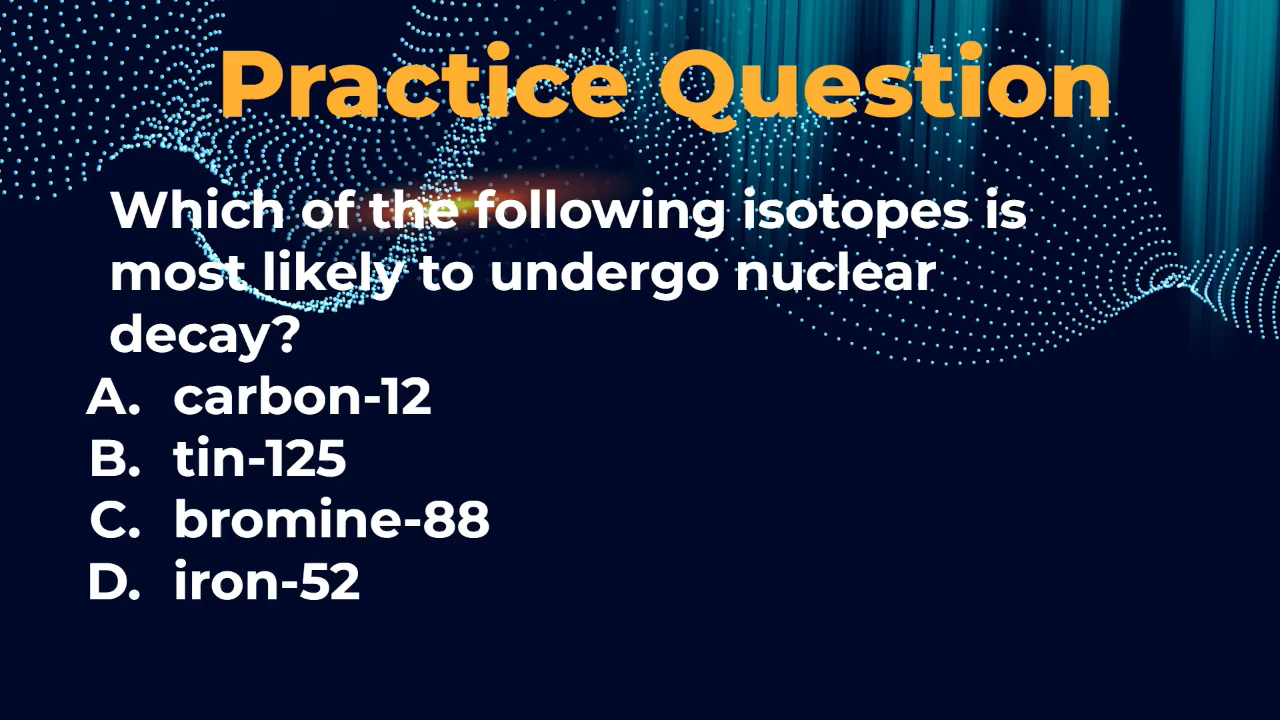 Practice Question
Which of the following isotopes is
most likely to undergo nuclear
decay?
A. carbon-12
B. tin-125
C. bromine-88
D. iron-52